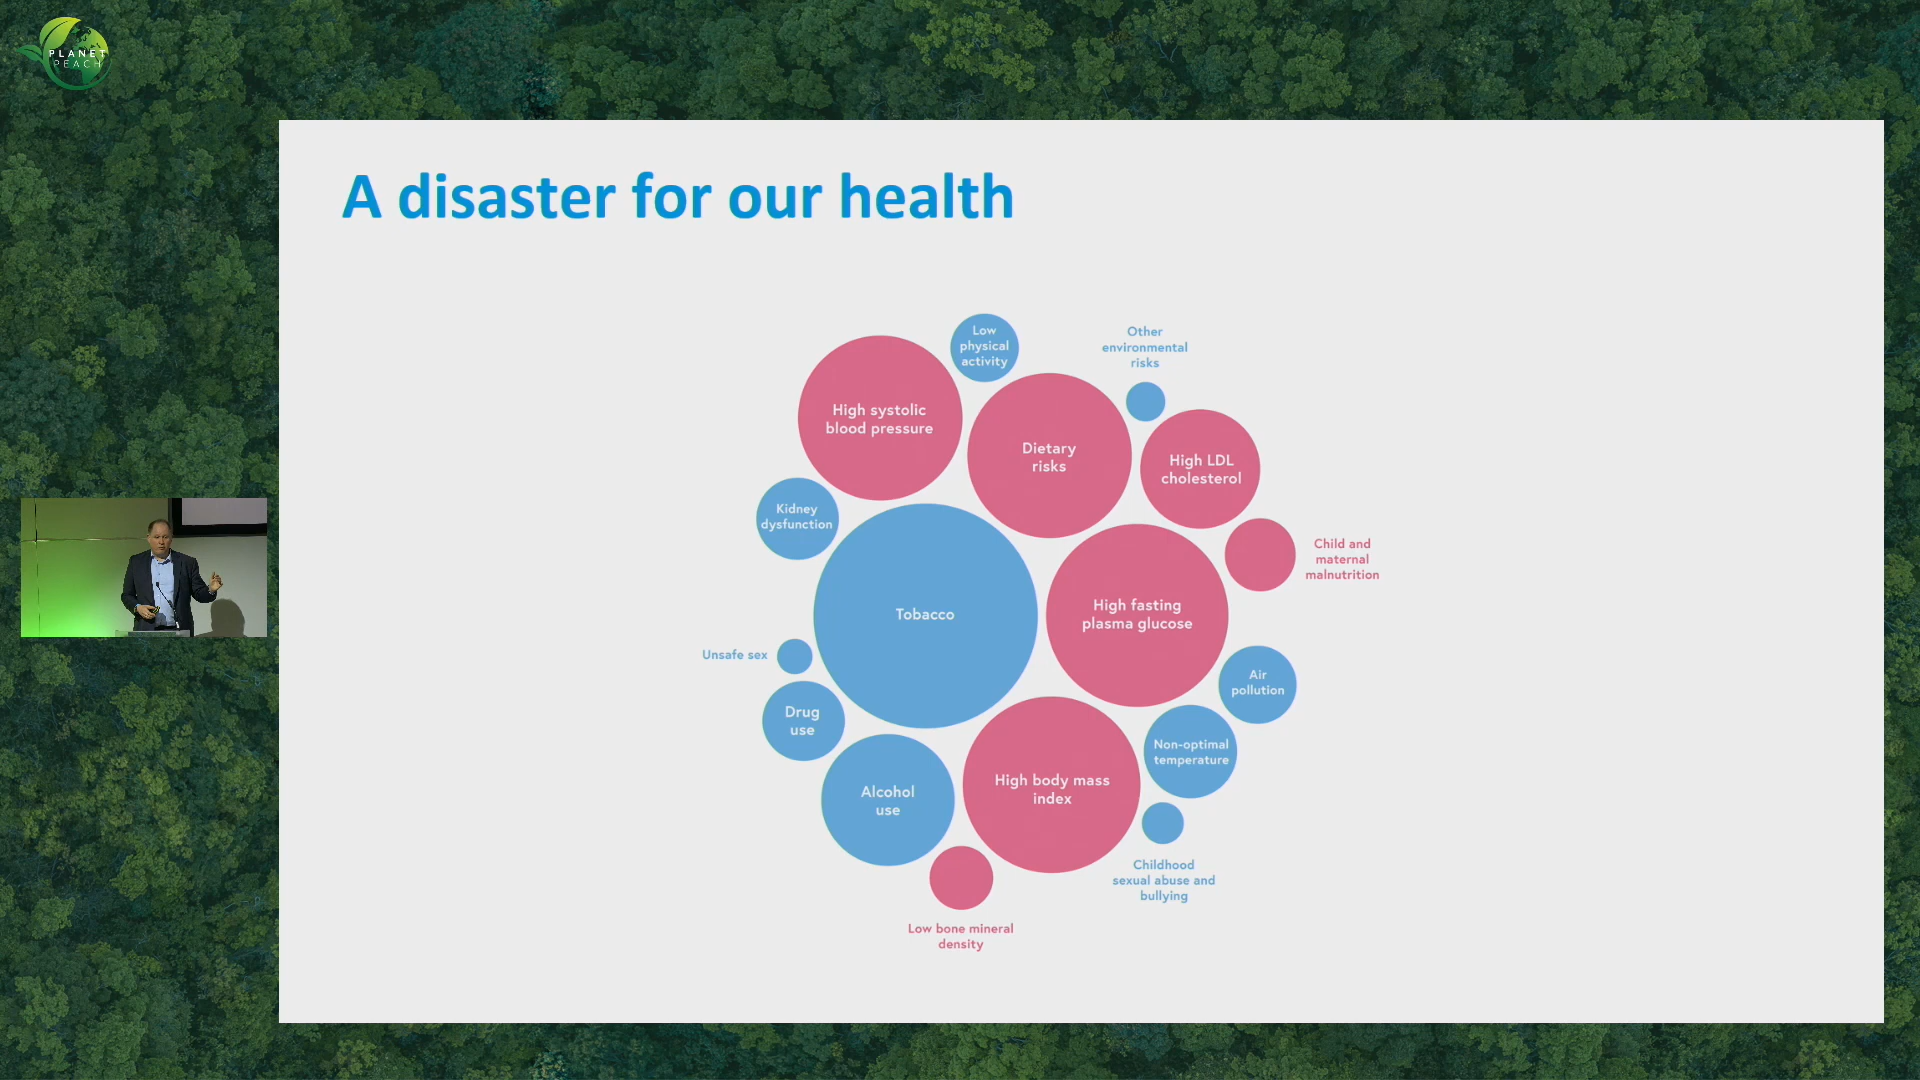 PLANET
PEACH
A disaster for our health
Low
physical
activity
Other
environmental
risks
High systolic
blood pressure
Dietary
risks
High LDL
cholesterol
Kidney
dysfunction
Child and
maternal
malnutrition
Tobacco
High fasting
plasma glucose
Unsafe sex
Air
pollution
Drug
use
Non-optimal
temperature
Alcohol
use
High body mass
index
Childhood
sexual abuse and
bullying
Low bone mineral
density